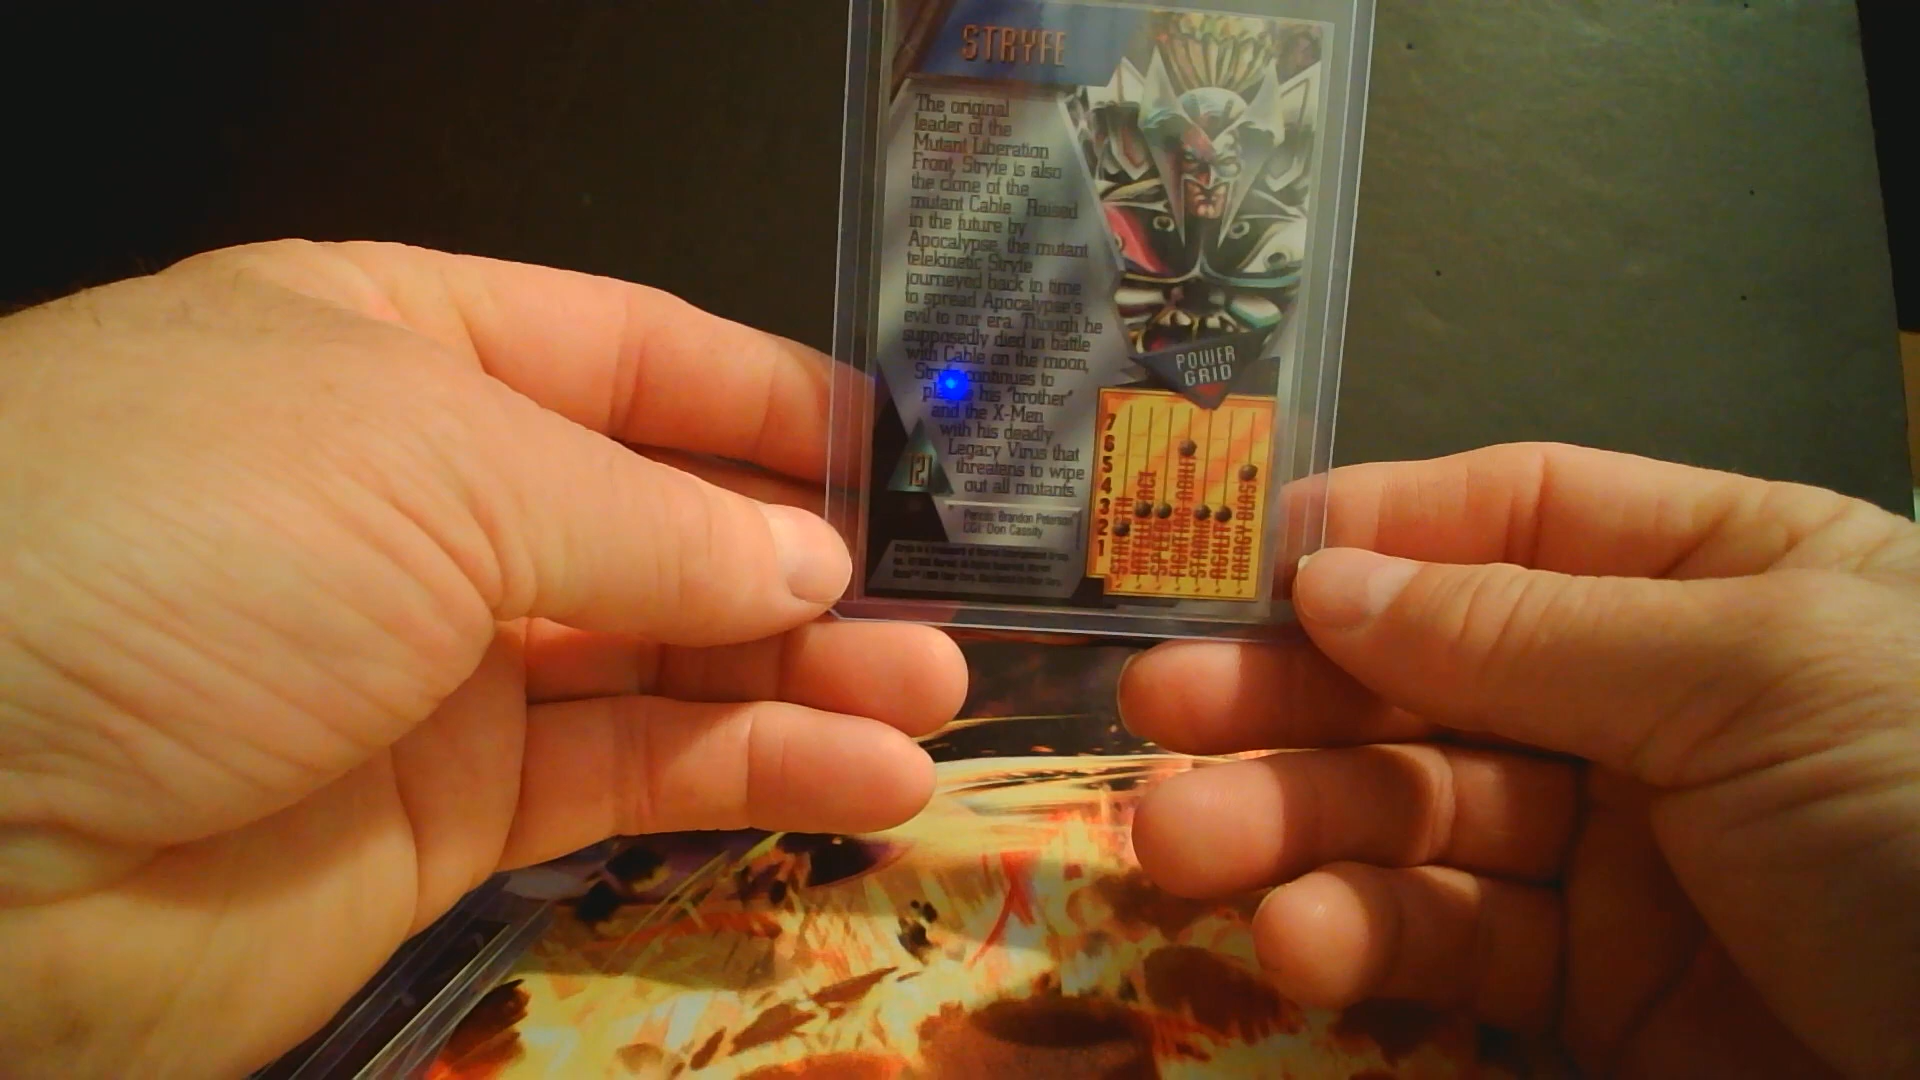 STRYFE
The original
leader of the
Mutant Liberation
Front, Stryfe is also
the clone of the
mutant Cable. Raised
in the future by
Apocalypse, the mutant
telekinetic Stryfe
journeyed back in time
to spread Apocalypse's
evil to our era. Though he
supposedly died in battle
with Cable on the moon,
Stryfe continues to
plague his "brother"
and the X-Men
with his deadly
Legacy Virus that
threatens to wipe
out all mutants.
121
Pencils: Brandon Peterson
CGI: Don Cassity
POWER
GRID
7
6
5
4
3
2
1
STRENGTH
INTELLIGENCE
SPEED
FIGHTING ABILITY
STAMINA
AGILITY
ENERGY BLAST